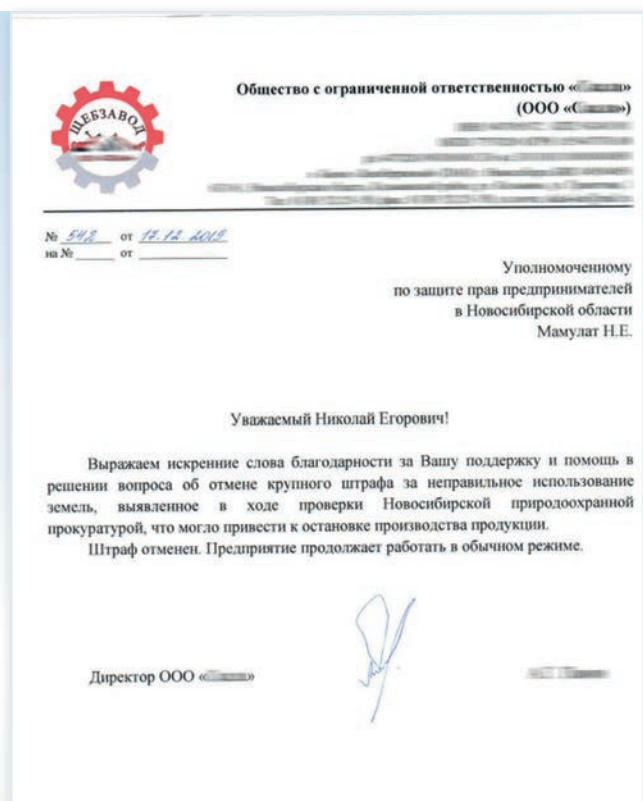 ЩЕБЗАВОД
Общество с ограниченной ответственностью «
(ООО «С »)
№ 542 от 17.12.2019
на № от
Уполномоченному
по защите прав предпринимателей
в Новосибирской области
Мамулат Н.Е.
Уважаемый Николай Егорович!
Выражаем искренние слова благодарности за Вашу поддержку и помощь в
решении вопроса об отмене крупного штрафа за неправильное использование
земель, выявленное в ходе проверки Новосибирской природоохранной
прокуратурой, что могло привести к остановке производства продукции.
Штраф отменен. Предприятие продолжает работать в обычном режиме.
Директор ООО « »